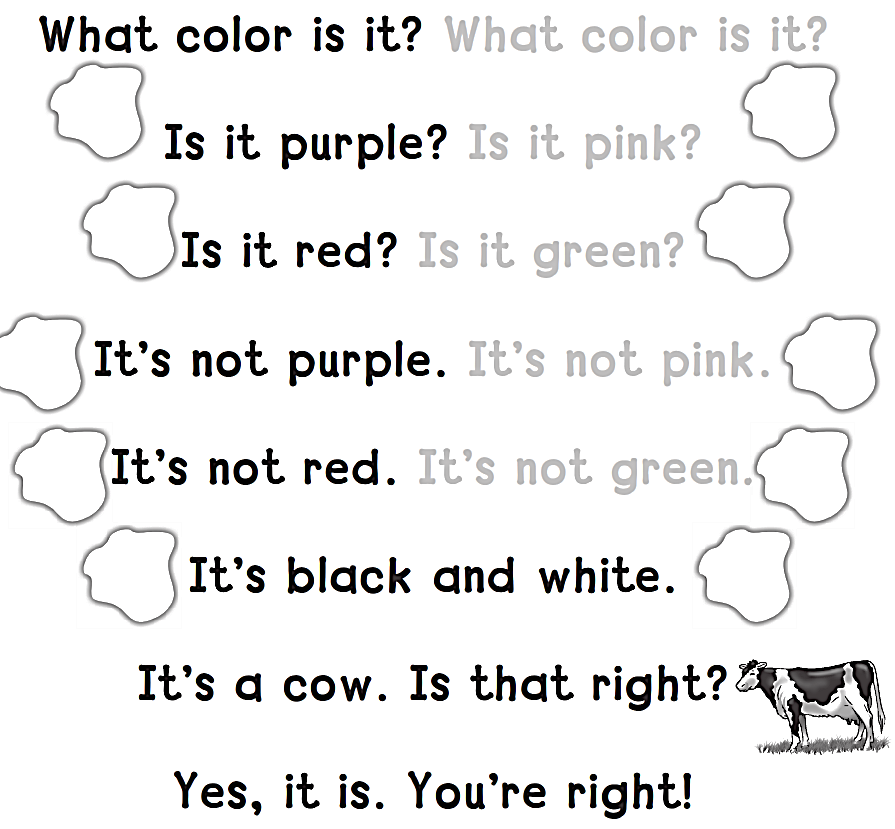 What color is it? What color is it?
Is it purple? Is it pink?
Is it red? Is it green?
It's not purple. It's not pink.
It's not red. It's not green.
It's black and white.
It's a cow. Is that right?
Yes, it is. You're right!